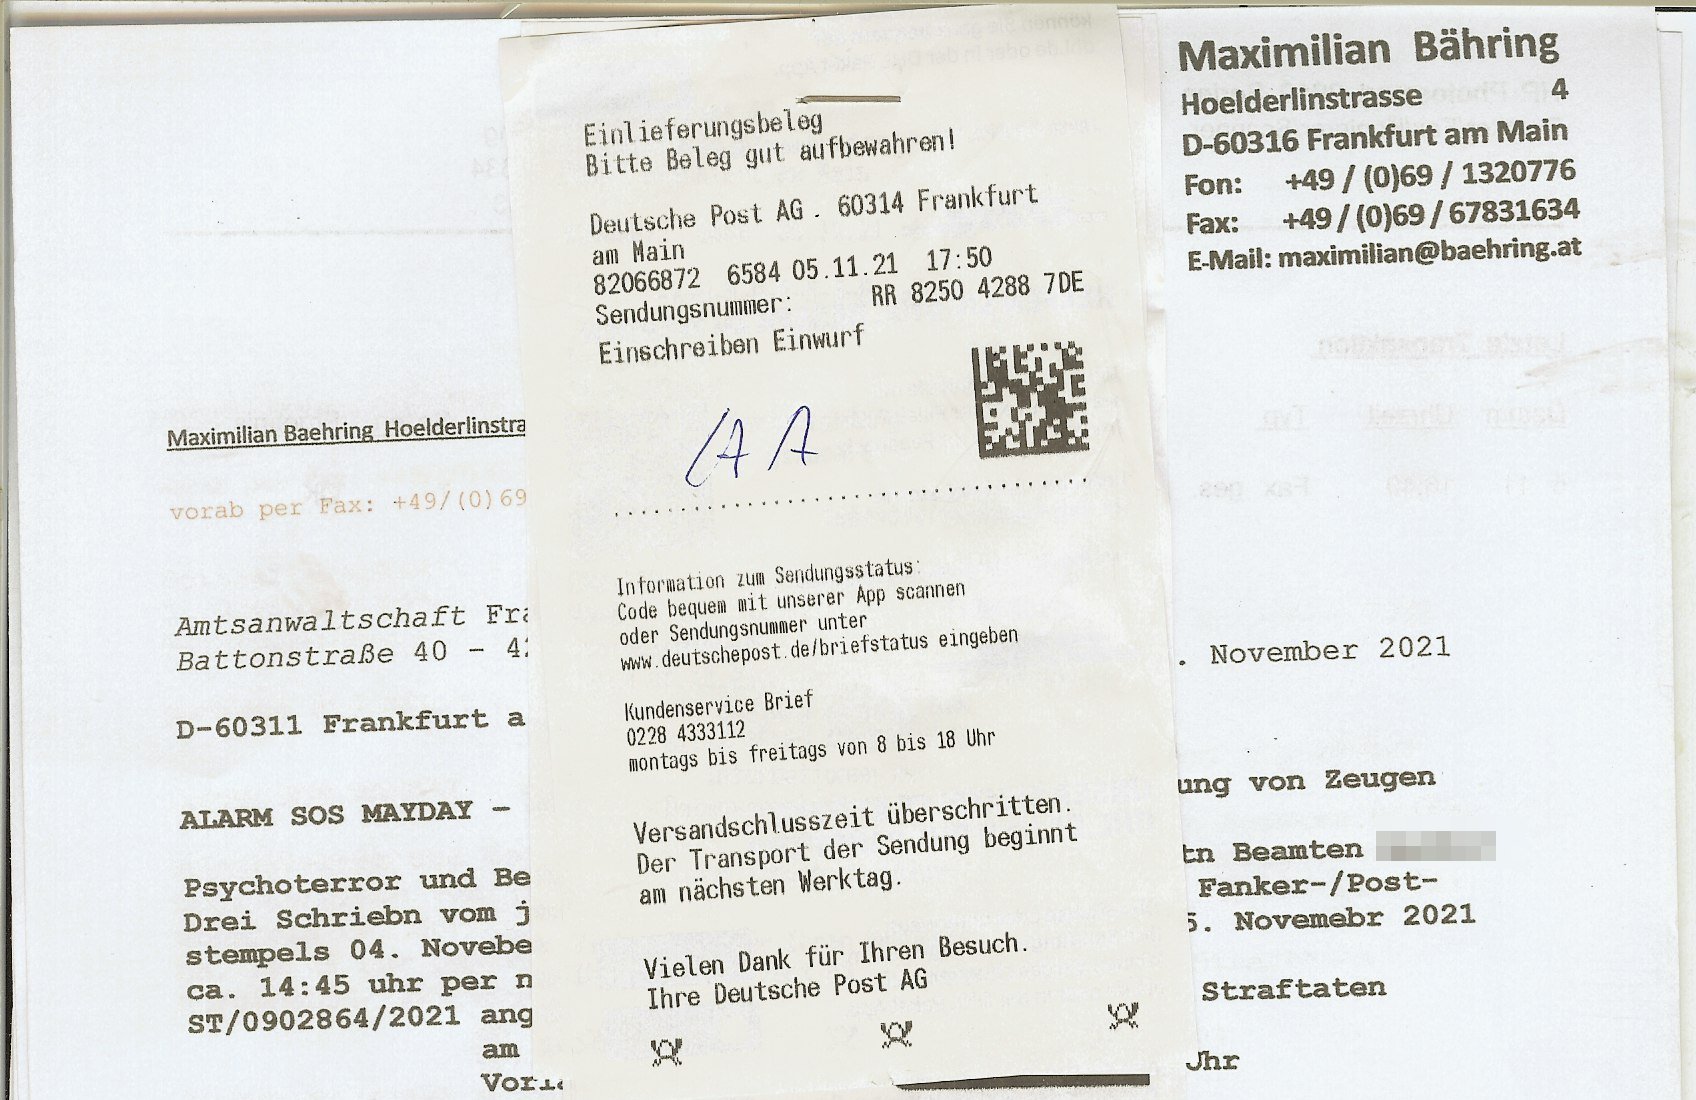 Maximilian Bähring
Hoelderlinstrasse 4
D-60316 Frankfurt am Main
Fon: +49 / (0)69 / 1320776
Fax: +49 / (0)69 / 67831634
E-Mail: maximilian@baehring.at
Einlieferungsbeleg
Bitte Beleg gut aufbewahren!
Deutsche Post AG . 60314 Frankfurt
am Main
82066872 6584 05.11.21 17:50
Sendungsnummer: RR 8250 4288 7DE
Einschreiben Einwurf
AA
Information zum Sendungsstatus:
Code bequem mit unserer App scannen
oder Sendungsnummer unter
www.deutschepost.de/briefstatus eingeben
Kundenservice Brief
0228 4333112
montags bis freitags von 8 bis 18 Uhr
Versandschlusszeit überschritten.
Der Transport der Sendung beginnt
am nächsten Werktag.
Vielen Dank für Ihren Besuch.
Ihre Deutsche Post AG
Maximilian Baehring Hoelderlinstra
vorab per Fax: +49/(0)69
Amtsanwaltschaft Fra
Battonstraße 40 - 42
. November 2021
D-60311 Frankfurt a
ALARM SOS MAYDAY - ung von Zeugen
Psychoterror und Be tn Beamten
Drei Schriebn vom j Fanker-/Post-
stempels 04. Novebe 5. Novemebr 2021
ca. 14:45 uhr per n
ST/0902864/2021 ang Straftaten
am Uhr
Vorla